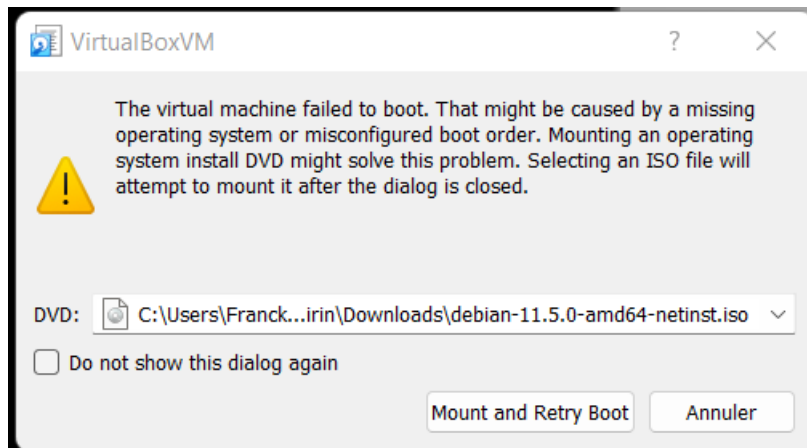 VirtualBoxVM
The virtual machine failed to boot. That might be caused by a missing
operating system or misconfigured boot order. Mounting an operating
system install DVD might solve this problem. Selecting an ISO file will
attempt to mount it after the dialog is closed.
DVD: C:\Users\Franck...irin\Downloads\debian-11.5.0-amd64-netinst.iso
Do not show this dialog again
Mount and Retry Boot Annuler